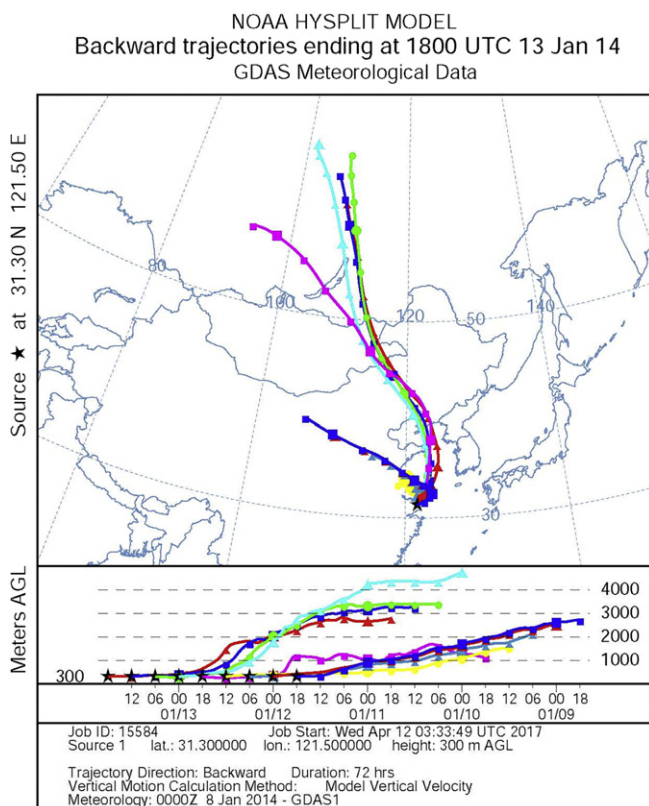 NOAA HYSPLIT MODEL
Backward trajectories ending at 1800 UTC 13 Jan 14
GDAS Meteorological Data
Source ★ at 31.30 N 121.50 E
80
100
120
50
140
30
Meters AGL
4000
3000
2000
1000
300
12 06 00 18 12 06 00 18 12 06 00 18 12 06 00 18 12 06 00 18
01/13 01/12 01/11 01/10 01/09
Job ID: 15584 Job Start: Wed Apr 12 03:33:49 UTC 2017
Source 1 lat.: 31.300000 lon.: 121.500000 height: 300 m AGL
Trajectory Direction: Backward Duration: 72 hrs
Vertical Motion Calculation Method: Model Vertical Velocity
Meteorology: 0000Z 8 Jan 2014 - GDAS1